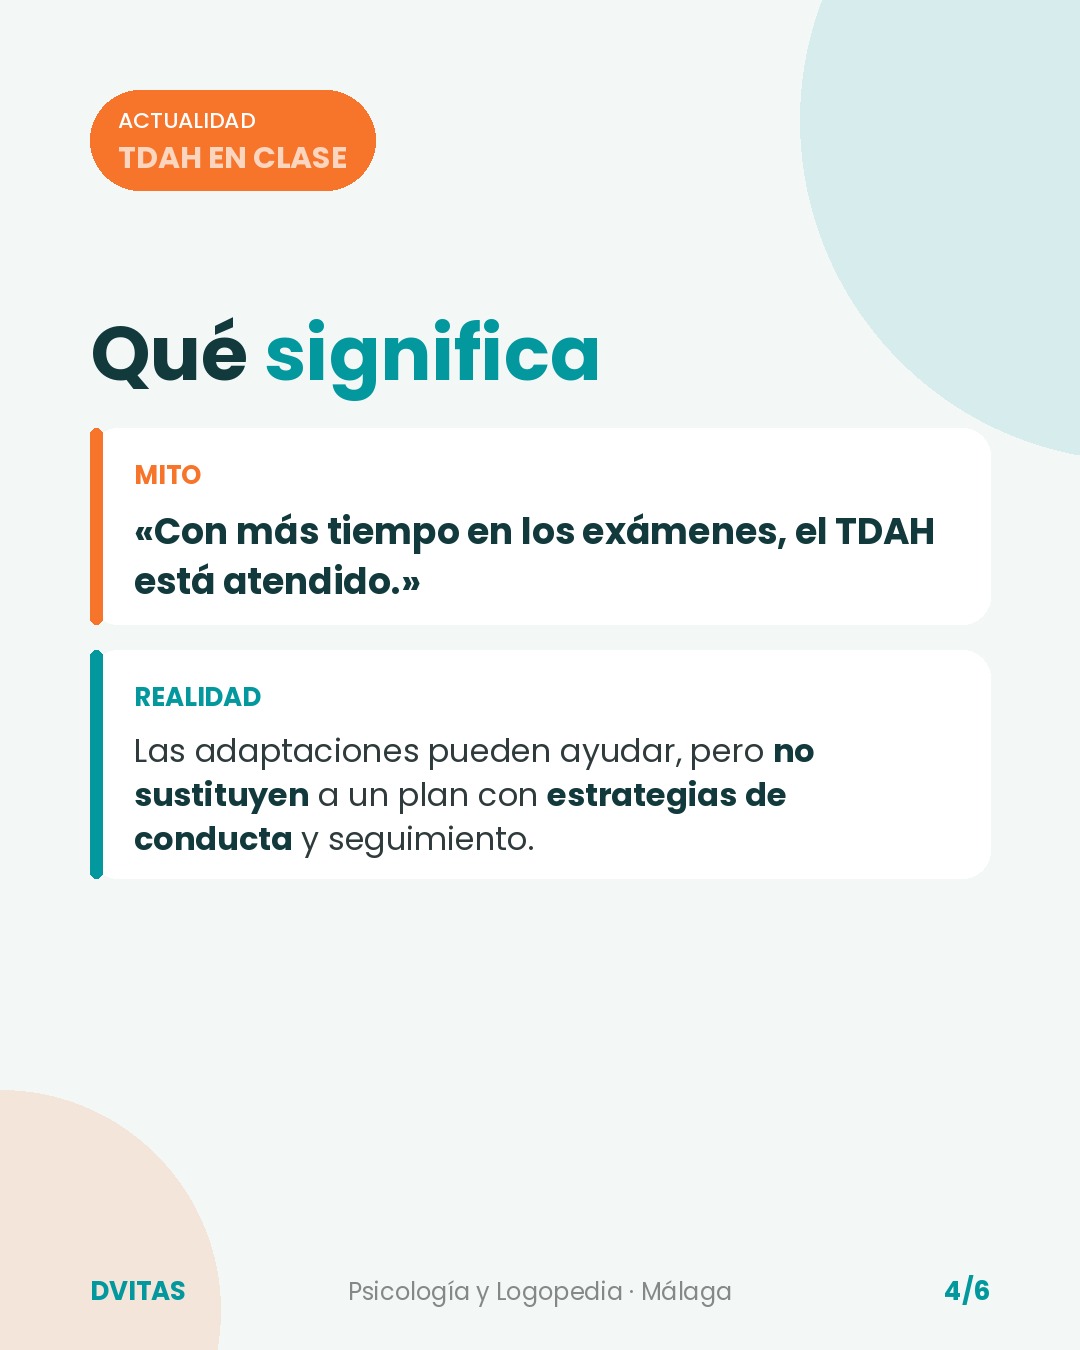 ACTUALIDAD
TDAH EN CLASE
Qué significa
MITO
«Con más tiempo en los exámenes, el TDAH
está atendido.»
REALIDAD
Las adaptaciones pueden ayudar, pero no
sustituyen a un plan con estrategias de
conducta y seguimiento.
DVITAS
Psicología y Logopedia · Málaga
4/6